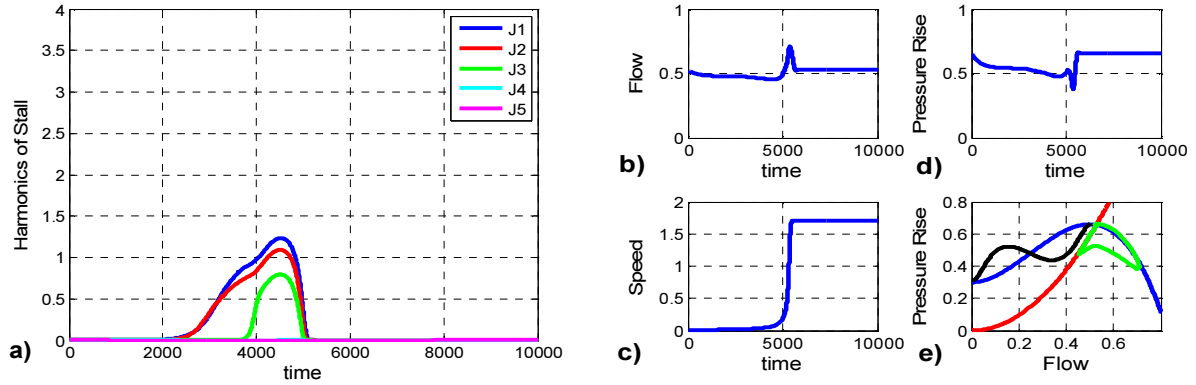 4
3.5
3
2.5
2
1.5
1
0.5
0
Harmonics of Stall
J1
J2
J3
J4
J5
0 2000 4000 6000 8000 10000
time
a)
1
0.5
0
Flow
0 5000 10000
time
b)
2
1.5
1
0.5
0
Speed
0 5000 10000
time
c)
1
0.5
0
Pressure Rise
0 5000 10000
time
d)
0.8
0.6
0.4
0.2
0
Pressure Rise
0 0.2 0.6
Flow
e)